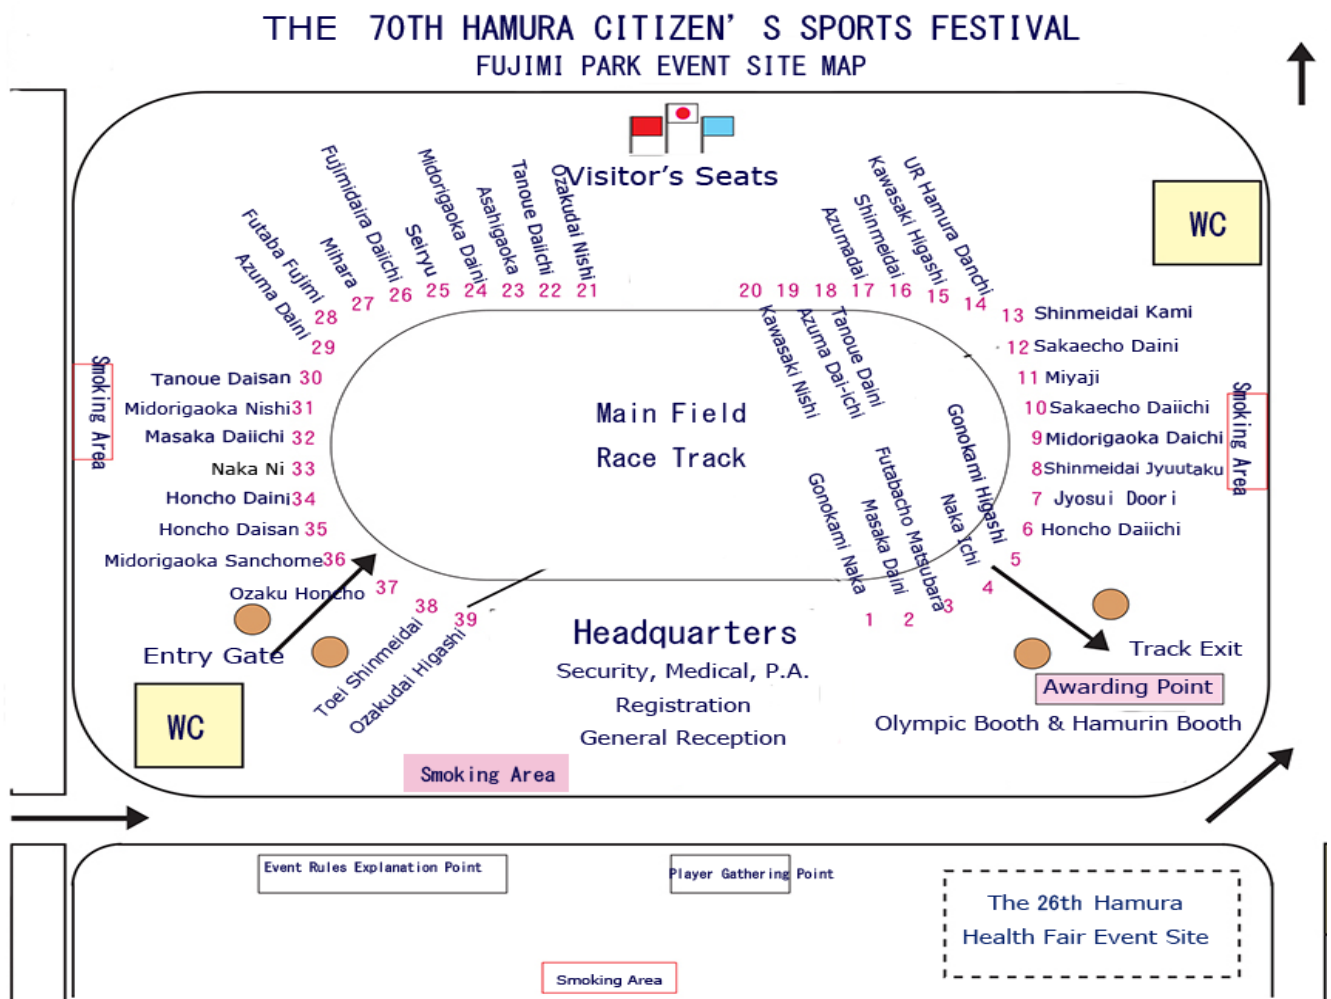 THE 70TH HAMURA CITIZEN' S SPORTS FESTIVAL
FUJIMI PARK EVENT SITE MAP
Visitor's Seats
WC
Ozakudai Nishi
21
Tanoue Daiichi
22
Asahigaoka
23
Midorigaoka Daini
24
Seiryu
25
Fujimidaira Daiichi
26
Mihara
27
Futaba Fujimi
28
Azuma Daini
29
Tanoue Daisan 30
Midorigaoka Nishi 31
Masaka Daiichi 32
Naka Ni 33
Honcho Daini 34
Honcho Daisan 35
Midorigaoka Sanchome 36
Ozaku Honcho 37
Toei Shinmeidai
38
Ozakudai Higashi
39
20
Kawasaki Nishi
19
Azuma Dai-ichi
18
Tanoue Daini
Azumadai
17
Shinmeidai
16
Kawasaki Higashi
15
UR Hamura Danchi
14
13 Shinmeidai Kami
12 Sakaecho Daini
11 Miyaji
10 Sakaecho Daiichi
9 Midorigaoka Daichi
8 Shinmeidai Jyuutaku
7 Jyosui Doori
6 Honcho Daiichi
Gonokami Higashi
5
Naka Ichi
4
Futabacho Matsubara
3
Masaka Daini
2
Gonokami Naka
1
Smoking Area
Smoking Area
Main Field
Race Track
Entry Gate
WC
Headquarters
Security, Medical, P.A.
Registration
General Reception
Smoking Area
Track Exit
Awarding Point
Olympic Booth & Hamurin Booth
Event Rules Explanation Point
Player Gathering Point
The 26th Hamura
Health Fair Event Site
Smoking Area